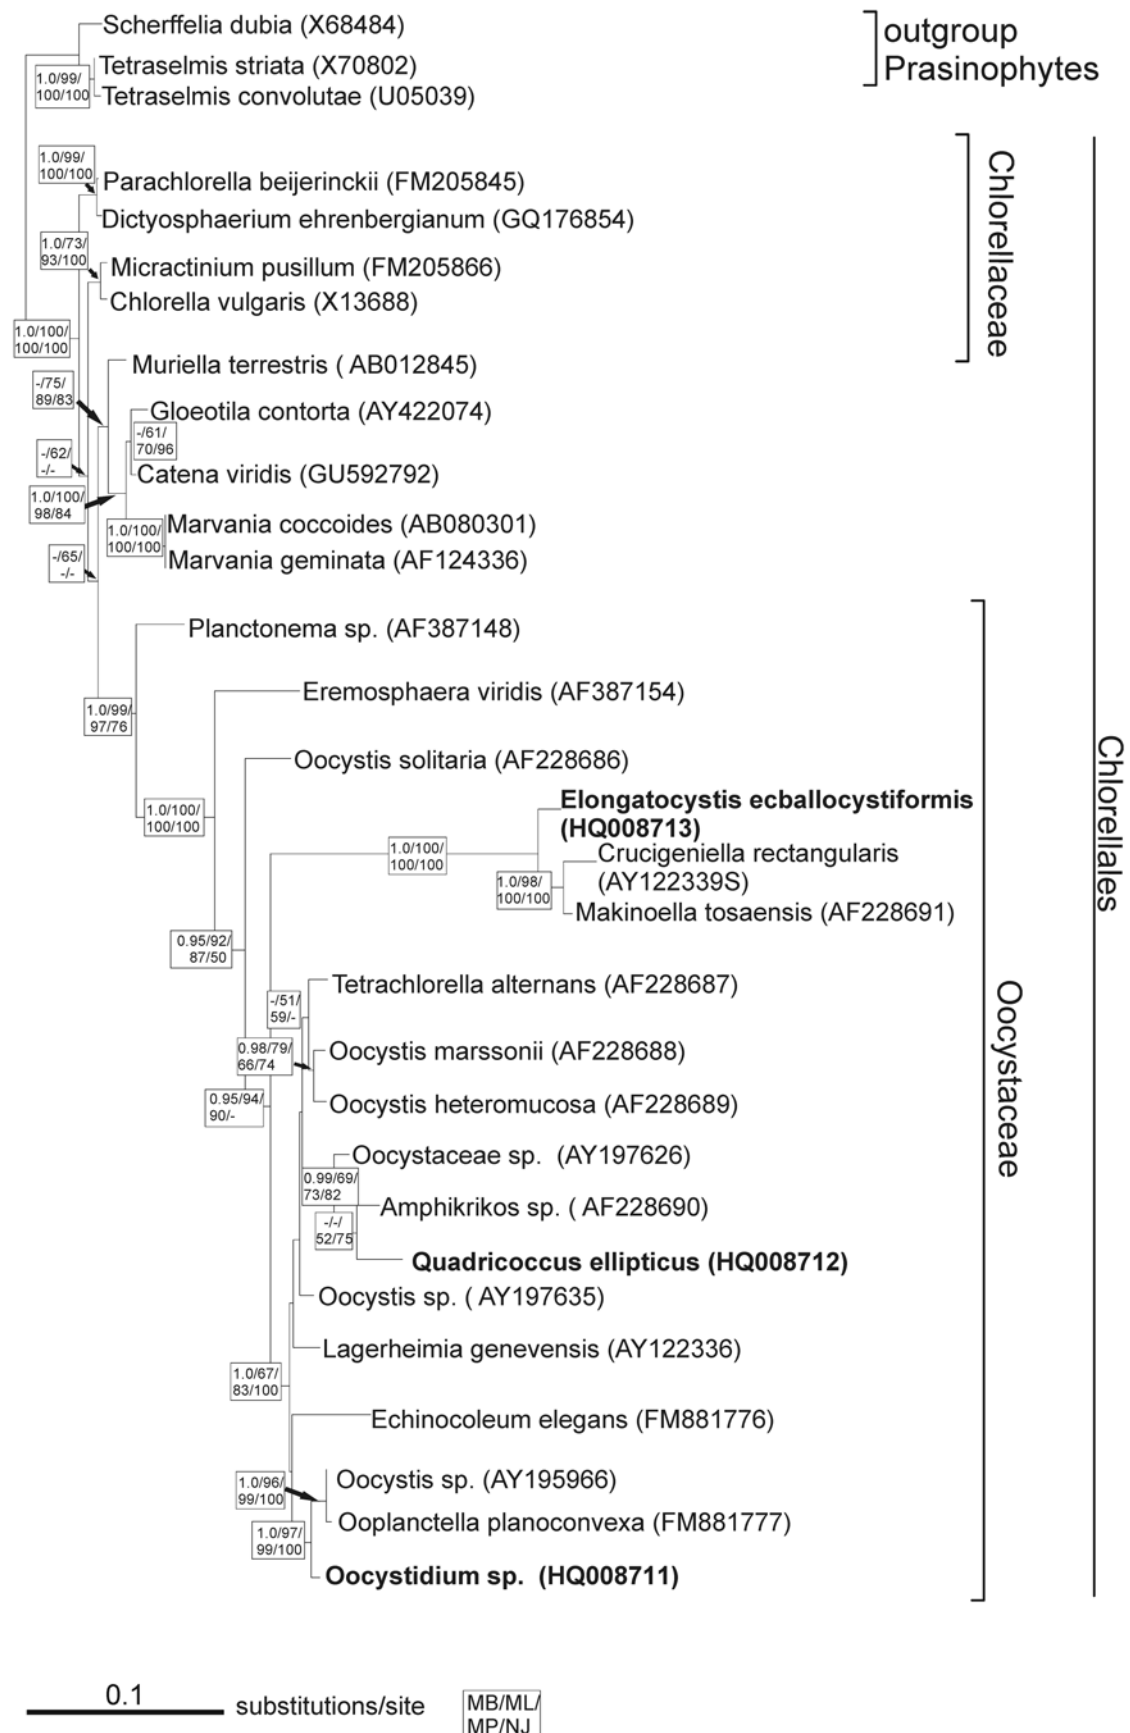 Scherffelia dubia (X68484)
outgroup
Prasinophytes
Tetraselmis striata (X70802)
1.0/99/
100/100
Tetraselmis convolutae (U05039)
1.0/99/
100/100
Parachlorella beijerinckii (FM205845)
Dictyosphaerium ehrenbergianum (GQ176854)
Chlorellaceae
1.0/73/
93/100
Micractinium pusillum (FM205866)
Chlorella vulgaris (X13688)
1.0/100/
100/100
Muriella terrestris ( AB012845)
-/75/
89/83
Gloeotila contorta (AY422074)
-/61/
70/96
-/62/
-/-
Catena viridis (GU592792)
1.0/100/
98/84
Marvania coccoides (AB080301)
1.0/100/
100/100
-/65/
-/-
Marvania geminata (AF124336)
Planctonema sp. (AF387148)
Eremosphaera viridis (AF387154)
1.0/99/
97/76
Oocystis solitaria (AF228686)
Chlorellales
1.0/100/
100/100
Elongatocystis ecballocystiformis
(HQ008713)
1.0/100/
100/100
Crucigeniella rectangularis
(AY122339S)
1.0/98/
100/100
Makinoella tosaensis (AF228691)
0.95/92/
87/50
Tetrachlorella alternans (AF228687)
-/51/
59/-
Oocystaceae
0.98/79/
66/74
Oocystis marssonii (AF228688)
0.95/94/
90/-
Oocystis heteromucosa (AF228689)
Oocystaceae sp. (AY197626)
0.99/69/
73/82
Amphikrikos sp. ( AF228690)
-/-/
52/75
Quadricoccus ellipticus (HQ008712)
Oocystis sp. ( AY197635)
Lagerheimia genevensis (AY122336)
1.0/67/
83/100
Echinocoleum elegans (FM881776)
Oocystis sp. (AY195966)
1.0/96/
99/100
Ooplanctella planoconvexa (FM881777)
1.0/97/
99/100
Oocystidium sp. (HQ008711)
0.1
substitutions/site
MB/ML/
MP/NJ